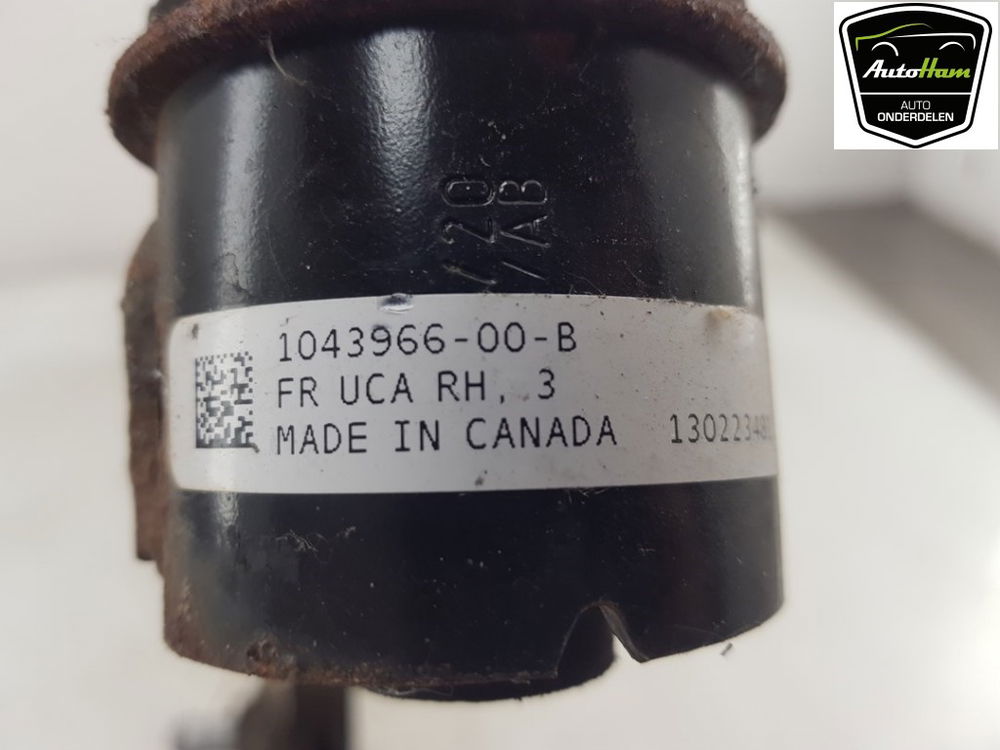 AutoHam
AUTO
ONDERDELEN
1043966-00-B
FR UCA RH, 3
MADE IN CANADA